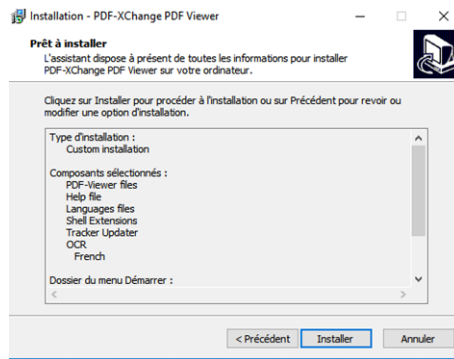 Installation - PDF-XChange PDF Viewer
Prêt à installer
L'assistant dispose à présent de toutes les informations pour installer
PDF-XChange PDF Viewer sur votre ordinateur.
Cliquez sur Installer pour procéder à l'installation ou sur Précédent pour revoir ou
modifier une option d'installation.
Type d'installation :
Custom installation
Composants sélectionnés :
PDF-Viewer files
Help file
Languages files
Shell Extensions
Tracker Updater
OCR
French
Dossier du menu Démarrer :
< Précédent
Installer
Annuler